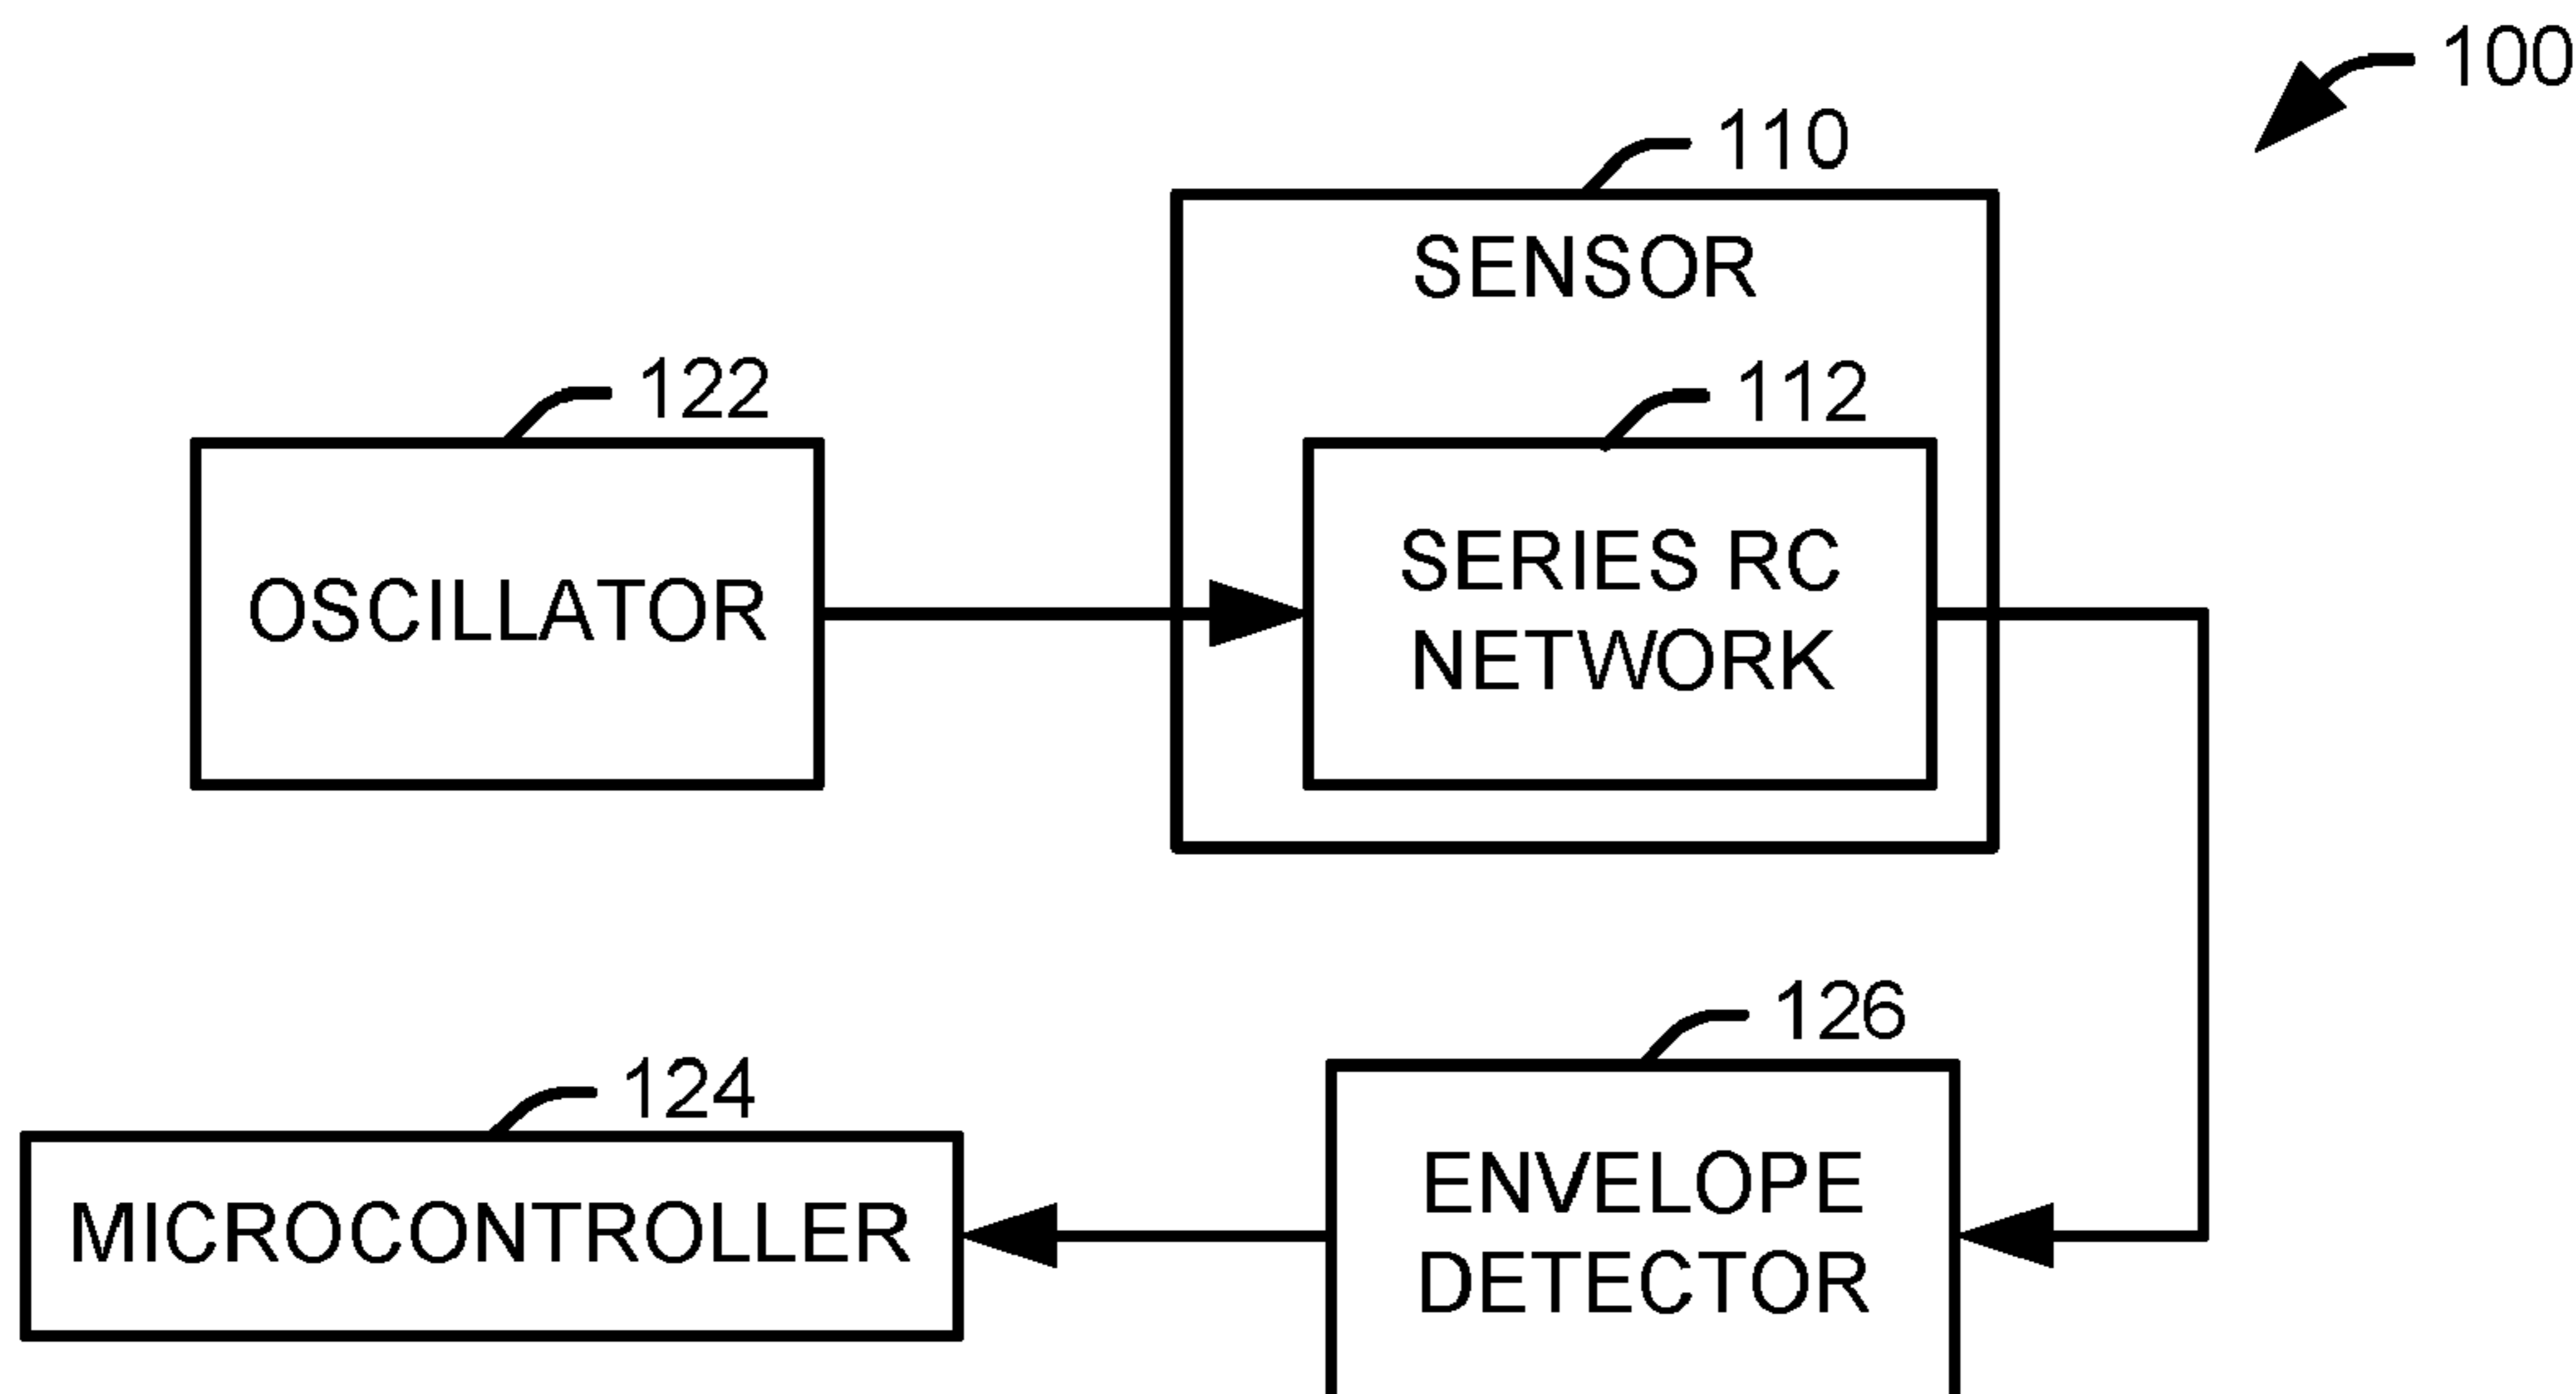 100
110
SENSOR
122
112
OSCILLATOR
SERIES RC
NETWORK
126
124
MICROCONTROLLER
ENVELOPE
DETECTOR